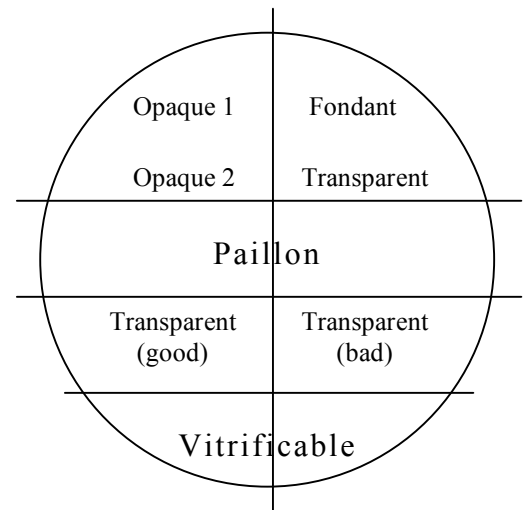 Opaque 1 Fondant
Opaque 2 Transparent
Paillon
Transparent Transparent
(good) (bad)
Vitrificable